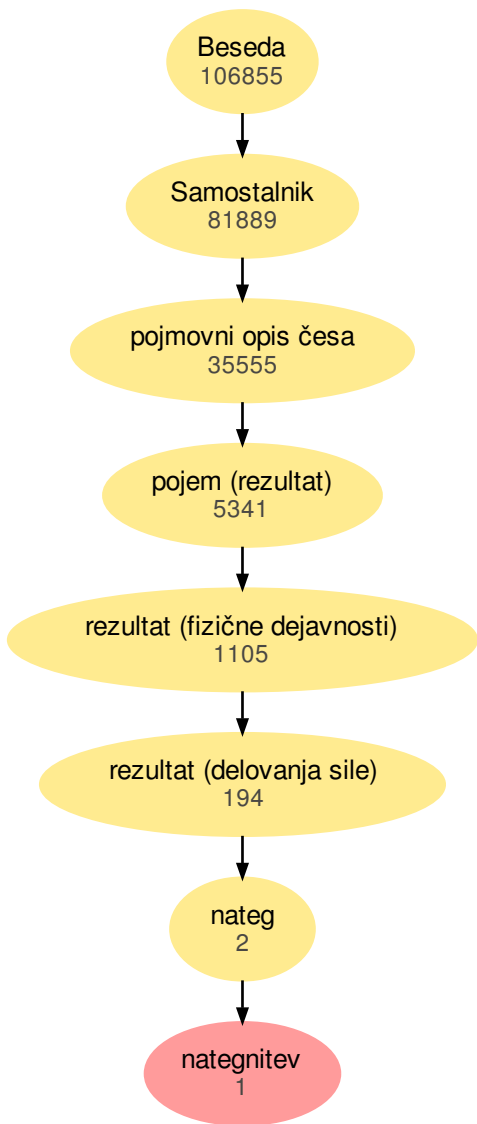 Beseda
106855
Samostalnik
81889
pojmovni opis česa
35555
pojem (rezultat)
5341
rezultat (fizične dejavnosti)
1105
rezultat (delovanja sile)
194
nateg
2
nategnitev
1